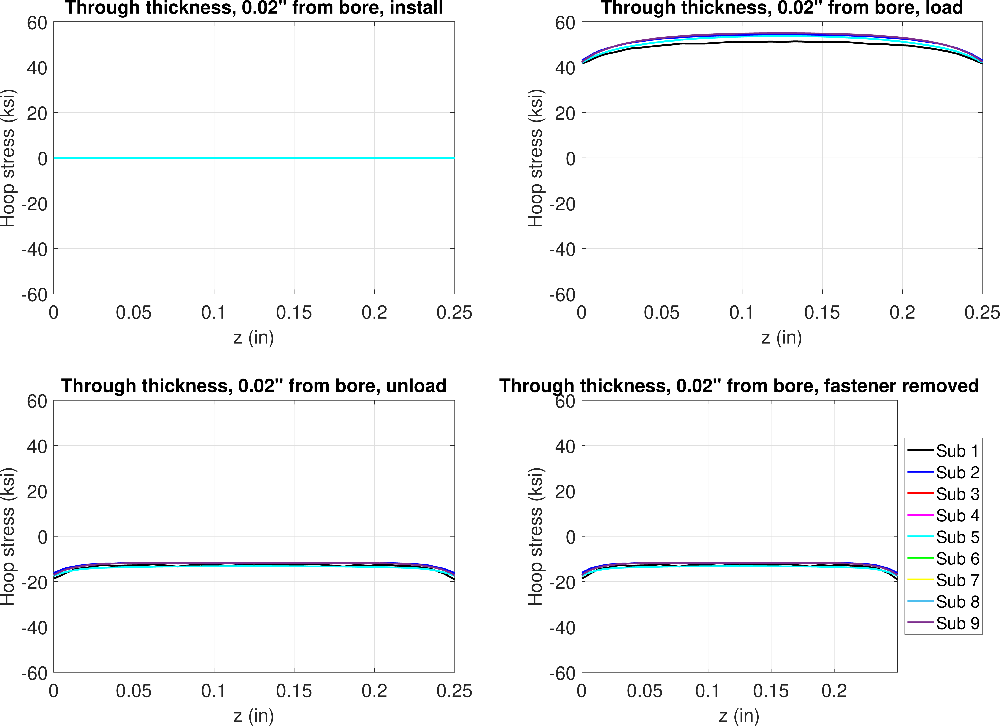 Through thickness, 0.02" from bore, install
60
40
20
0
-20
-40
-60
Hoop stress (ksi)
0 0.05 0.1 0.15 0.2 0.25
z (in)
Through thickness, 0.02" from bore, load
60
40
20
0
-20
-40
-60
Hoop stress (ksi)
0 0.05 0.1 0.15 0.2 0.25
z (in)
Through thickness, 0.02" from bore, unload
60
40
20
0
-20
-40
-60
Hoop stress (ksi)
0 0.05 0.1 0.15 0.2 0.25
z (in)
Through thickness, 0.02" from bore, fastener removed
60
40
20
0
-20
-40
-60
Hoop stress (ksi)
0 0.05 0.1 0.15 0.2
z (in)
Sub 1
Sub 2
Sub 3
Sub 4
Sub 5
Sub 6
Sub 7
Sub 8
Sub 9